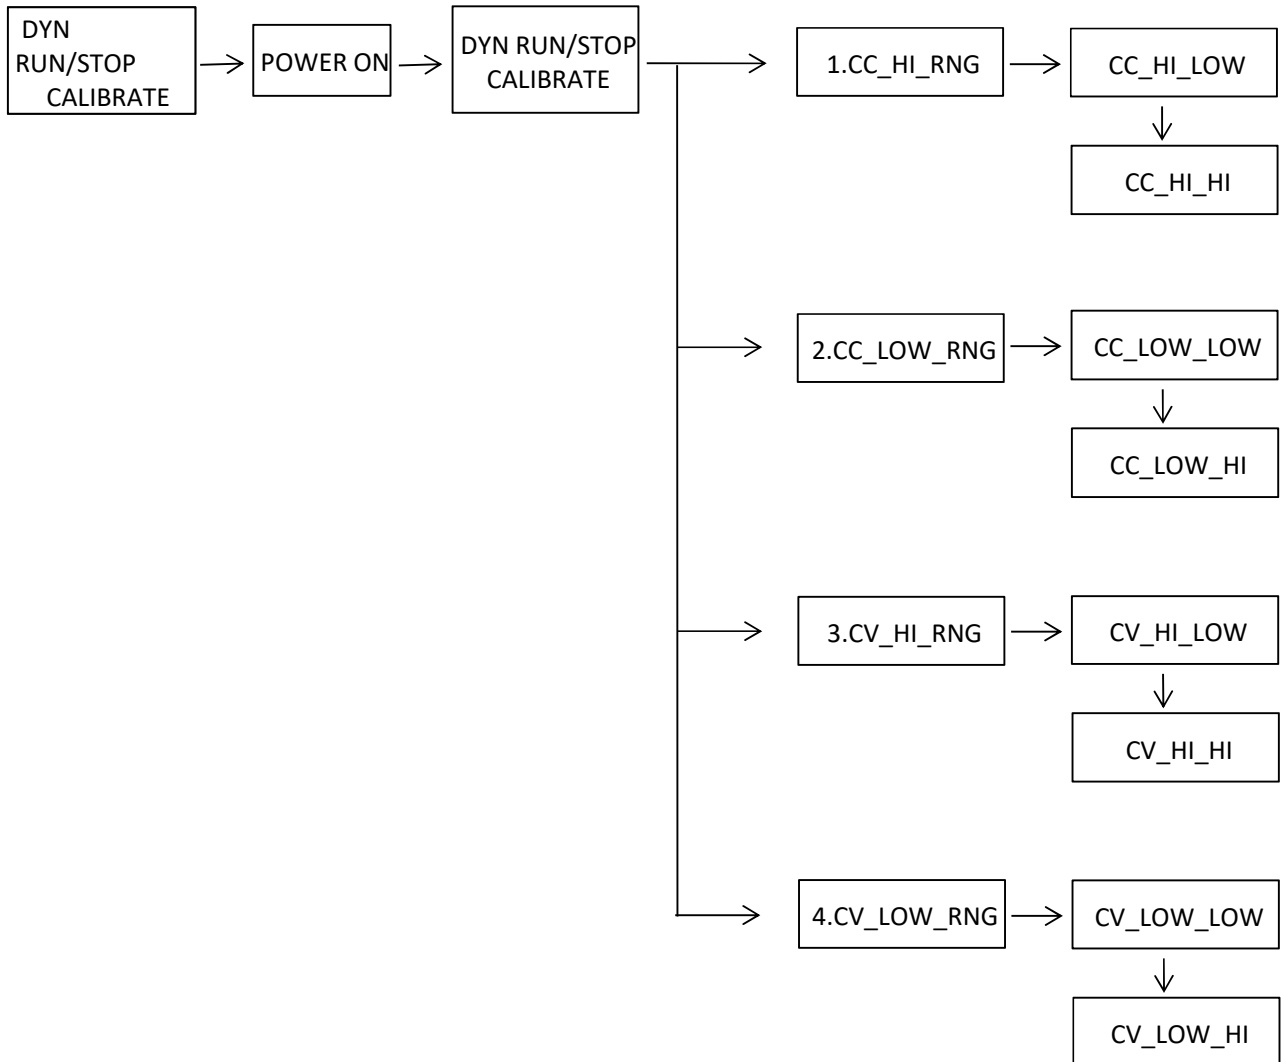 DYN
RUN/STOP
CALIBRATE
POWER ON
DYN RUN/STOP
CALIBRATE
1.CC_HI_RNG
CC_HI_LOW
CC_HI_HI
2.CC_LOW_RNG
CC_LOW_LOW
CC_LOW_HI
3.CV_HI_RNG
CV_HI_LOW
CV_HI_HI
4.CV_LOW_RNG
CV_LOW_LOW
CV_LOW_HI